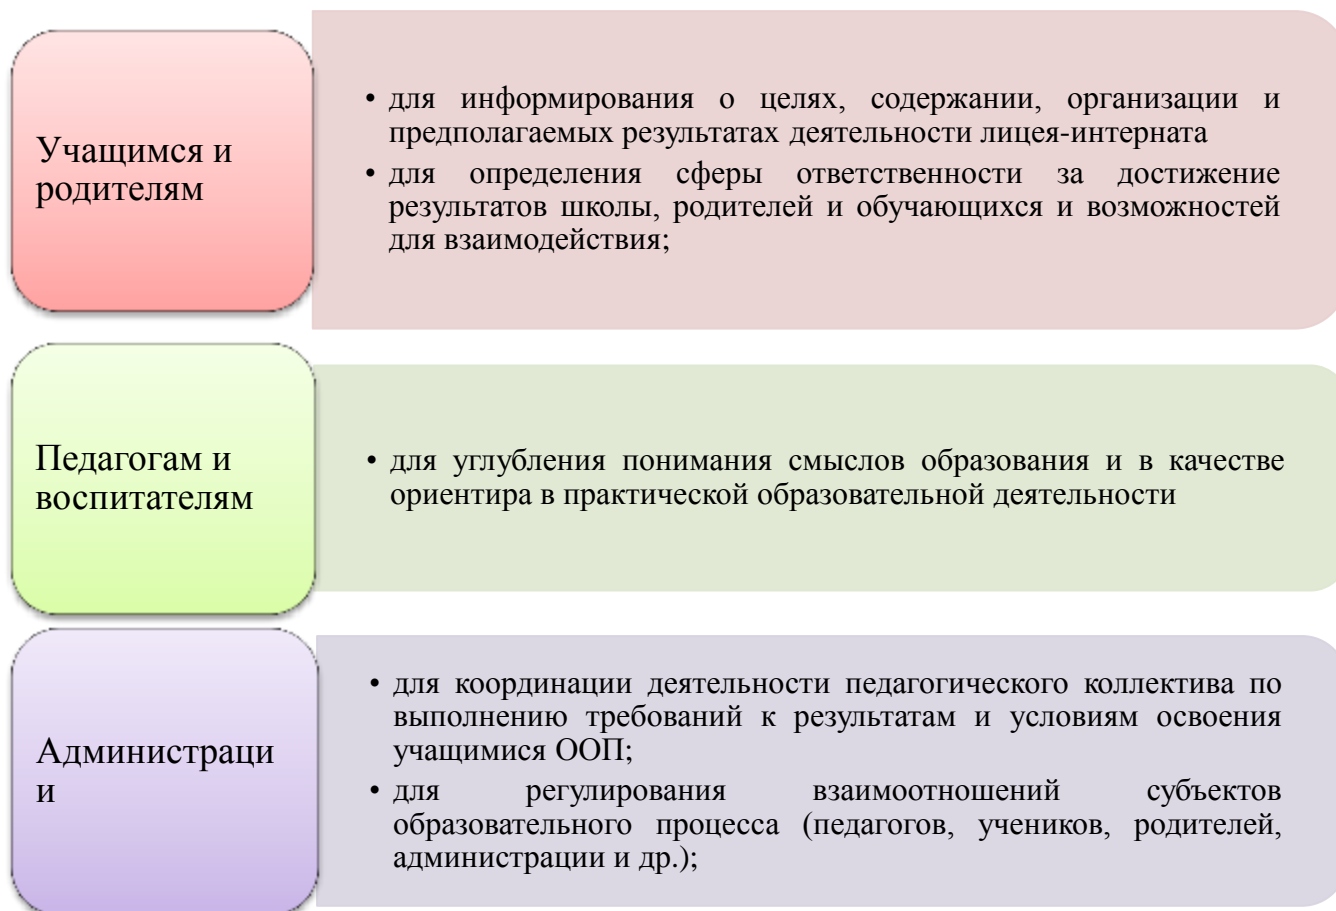 Учащимся и
родителям
• для информирования о целях, содержании, организации и
предполагаемых результатах деятельности лицея-интерната
• для определения сферы ответственности за достижение
результатов школы, родителей и обучающихся и возможностей
для взаимодействия;
Педагогам и
воспитателям
• для углубления понимания смыслов образования и в качестве
ориентира в практической образовательной деятельности
Администраци
и
• для координации деятельности педагогического коллектива по
выполнению требований к результатам и условиям освоения
учащимися ООП;
• для регулирования взаимоотношений субъектов
образовательного процесса (педагогов, учеников, родителей,
администрации и др.);